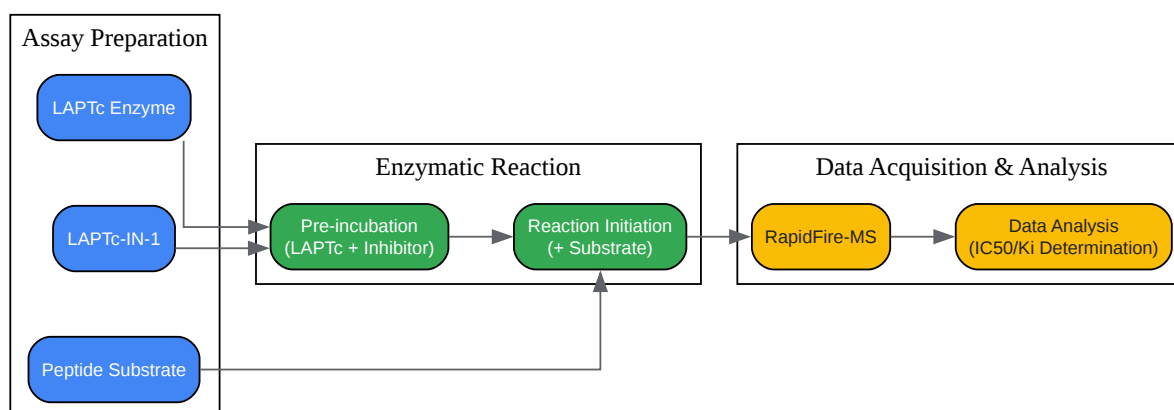 Assay Preparation
LAPTc Enzyme
LAPTc-IN-1
Peptide Substrate
Enzymatic Reaction
Pre-incubation
(LAPTc + Inhibitor)
Reaction Initiation
(+ Substrate)
Data Acquisition & Analysis
RapidFire-MS
Data Analysis
(IC50/Ki Determination)